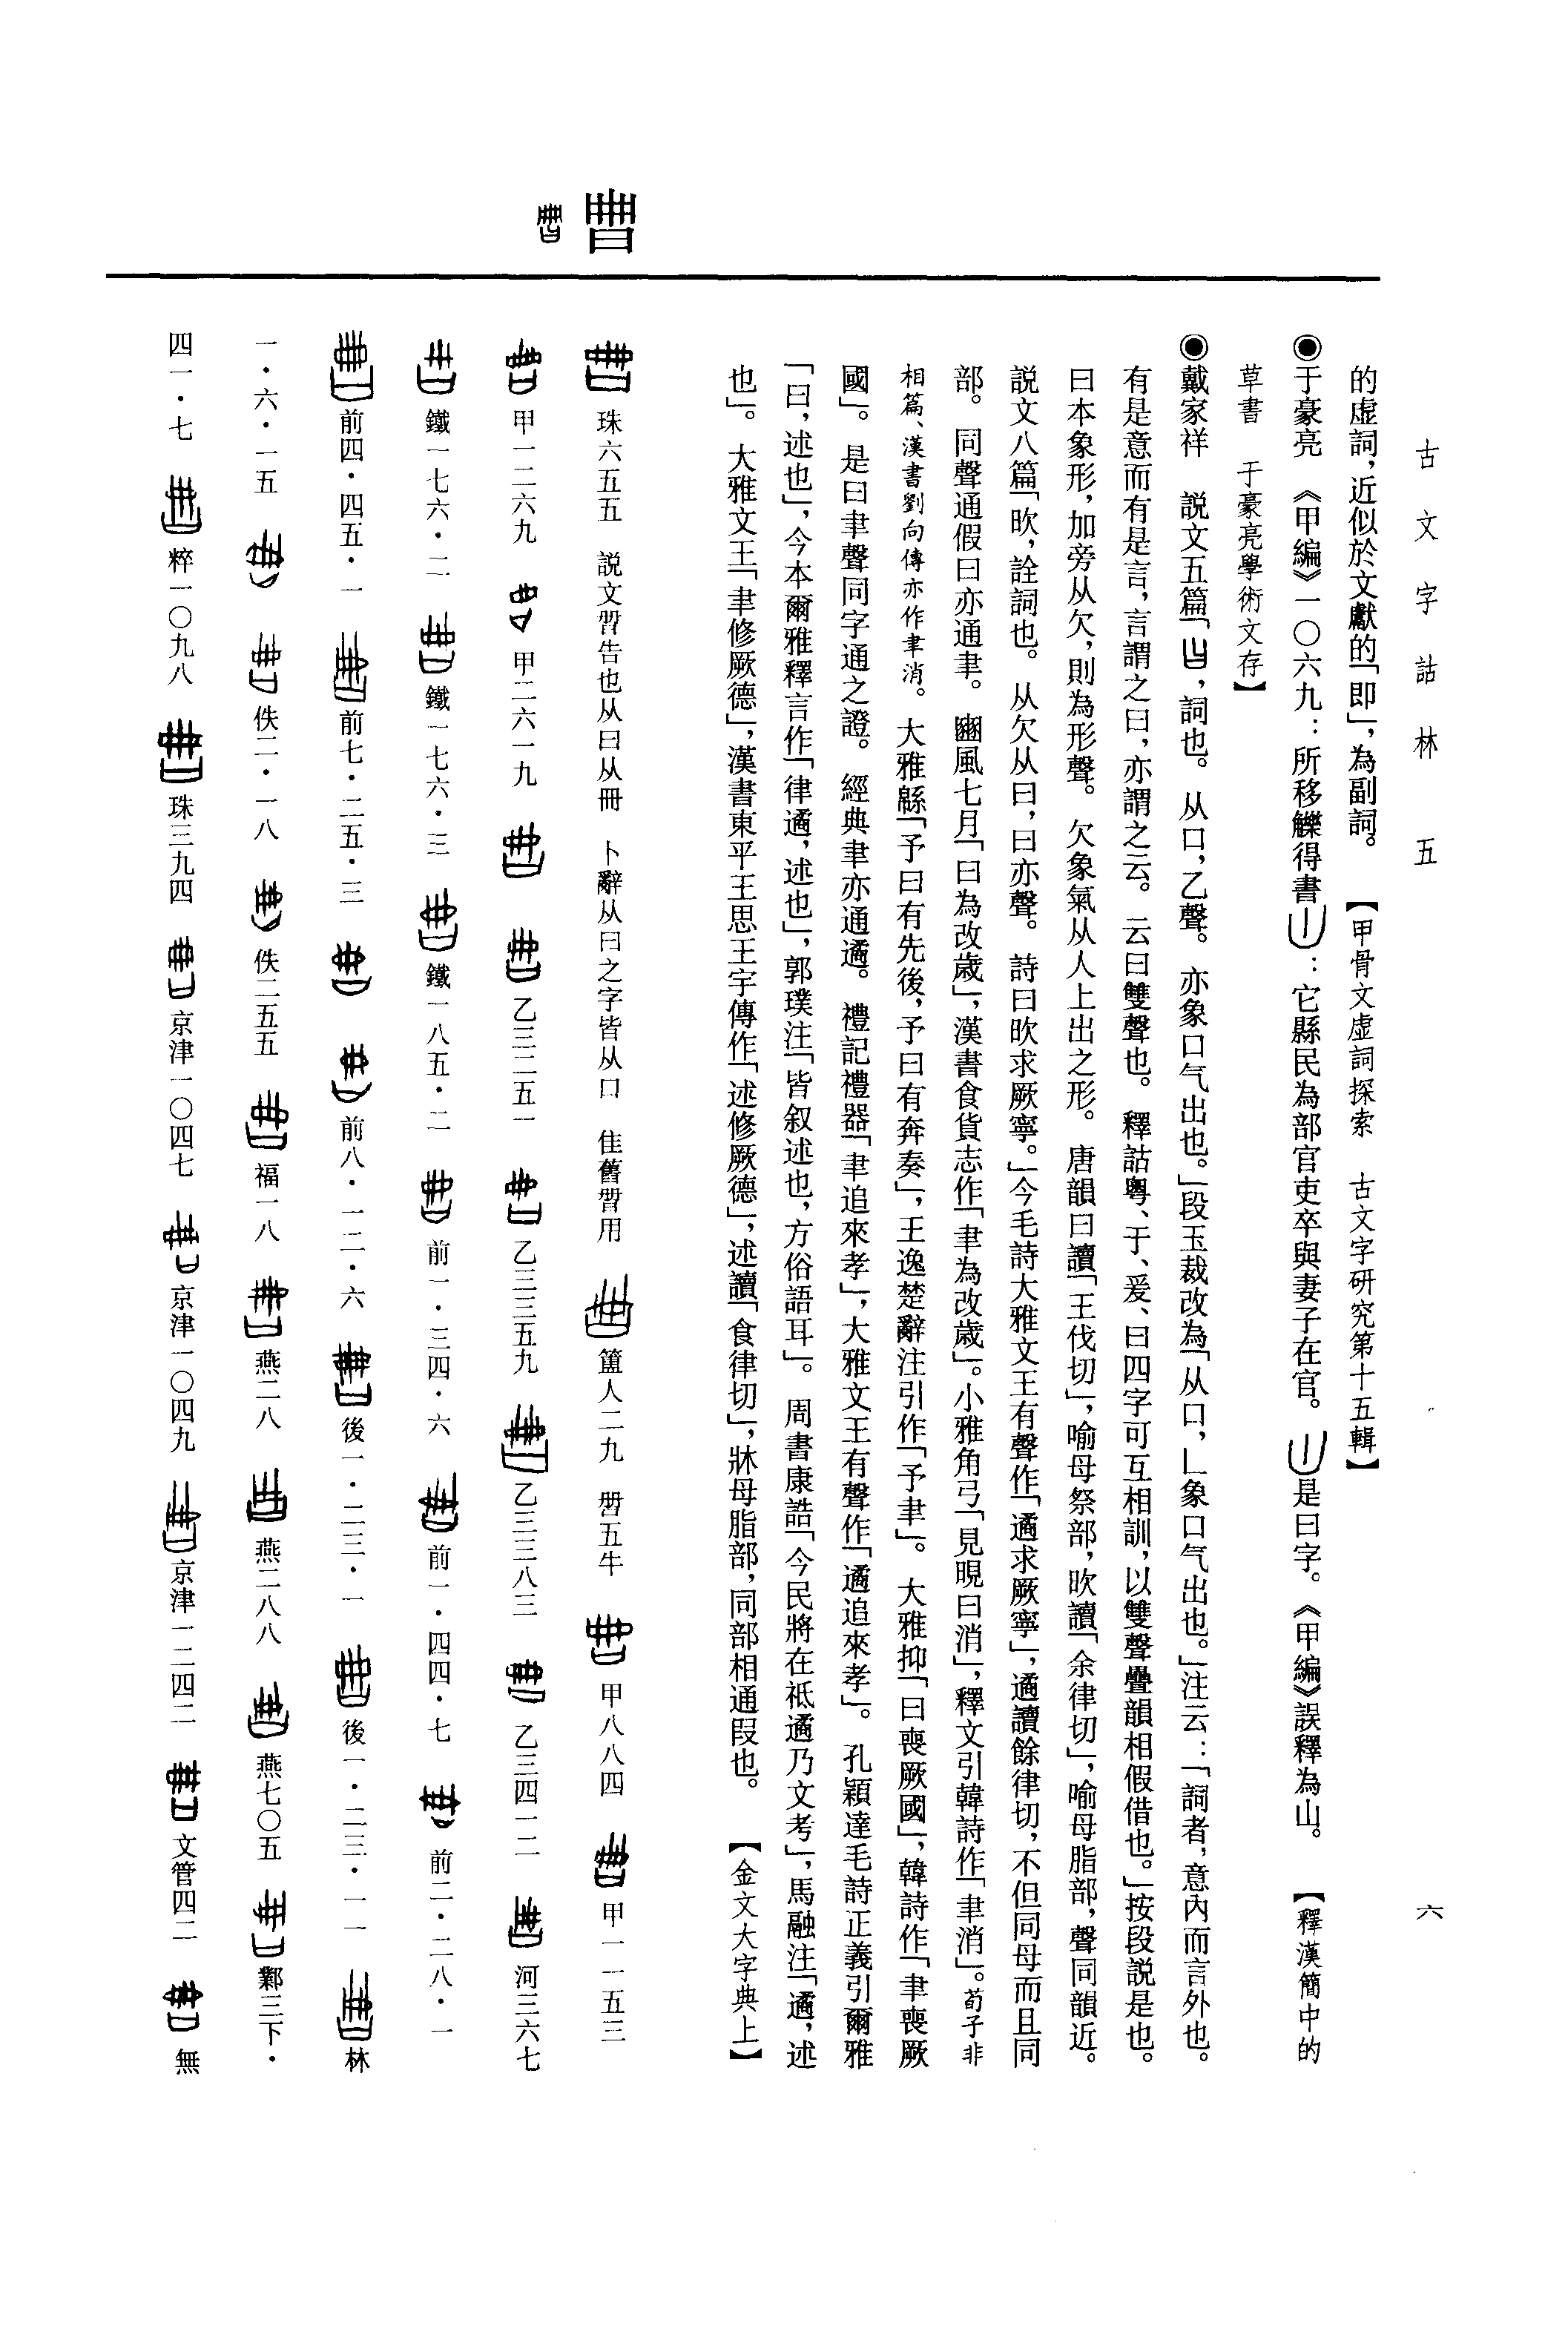 古文字詁林　五　六
的虛詞，近似於文獻的「即」，為副詞。【甲骨文虛詞探索　古文字研究第十五輯】
◉于豪亮　《甲編》一〇六九：所移觻得書：它縣民為部官吏卒與妻子在官。是曰字。《甲編》誤釋為山。【釋漢簡中的
草書　于豪亮學術文存】
◉戴家祥　説文五篇「，詞也。从口，乙聲。亦象口气出也。」段玉裁改為「从口，乚象口气出也。」注云：「詞者，意內而言外也。
有是意而有是言，言謂之曰，亦謂之云。云曰雙聲也。釋詁粵、于、爰、曰四字可互相訓，以雙聲疊韻相假借也。」按段説是也。
曰本象形，加旁从欠，則為形聲。欠象氣从人上出之形。唐韻曰讀「王伐切」，喻母祭部，欥讀「余律切」，喻母脂部，聲同韻近。
説文八篇「欥，詮詞也。从欠从曰，曰亦聲。詩曰欥求厥寧。」今毛詩大雅文王有聲作「遹求厥寧」，遹讀餘律切，不但同母而且同
部。同聲通假曰亦通聿。豳風七月「曰為改歲」，漢書食貨志作「聿為改歲」。小雅角弓「見晛曰消」，釋文引韓詩作「聿消」。荀子非
相篇、漢書劉向傳亦作聿消。大雅緜「予曰有先後，予曰有奔奏」，王逸楚辭注引作「予聿」。大雅抑「曰喪厥國」，韓詩作「聿喪厥
國」。是曰聿聲同字通之證。經典聿亦通遹。禮記禮器「聿追來孝」，大雅文王有聲作「遹追來孝」。孔穎達毛詩正義引爾雅
「曰，述也」，今本爾雅釋言作「律遹，述也」，郭璞注「皆叙述也，方俗語耳」。周書康誥「今民將在祗遹乃文考」，馬融注「遹，述
也」。大雅文王「聿修厥德」，漢書東平王思王宇傳作「述修厥德」，述讀「食律切」，牀母脂部，同部相通叚也。【金文大字典上】
曹
珠六五五　説文曶告也从曰从冊　卜辭从曰之字皆从口　隹舊曶用　簠人二九　曶五牛　甲八八四　甲一一五三
甲一二六九　甲二六一九　乙三二五一　乙三三五九　乙三三八三　乙三四一二　河三六七
鐵一七六・二　鐵一七六・三　鐵一八五・二　前一・三四・六　前一・四四・七　前二・二八・一
前四・四五・一　前七・二五・三　前八・一二・六　後一・二三・一　後一・二三・一一　林
一・六・一五　佚二・一八　佚二五五　福一八　燕二八　燕二八八　燕七〇五　鄴三下・
四一・七　粹一〇九八　珠三九四　京津一〇四七　京津一〇四九　京津一二四二　文管四二　無